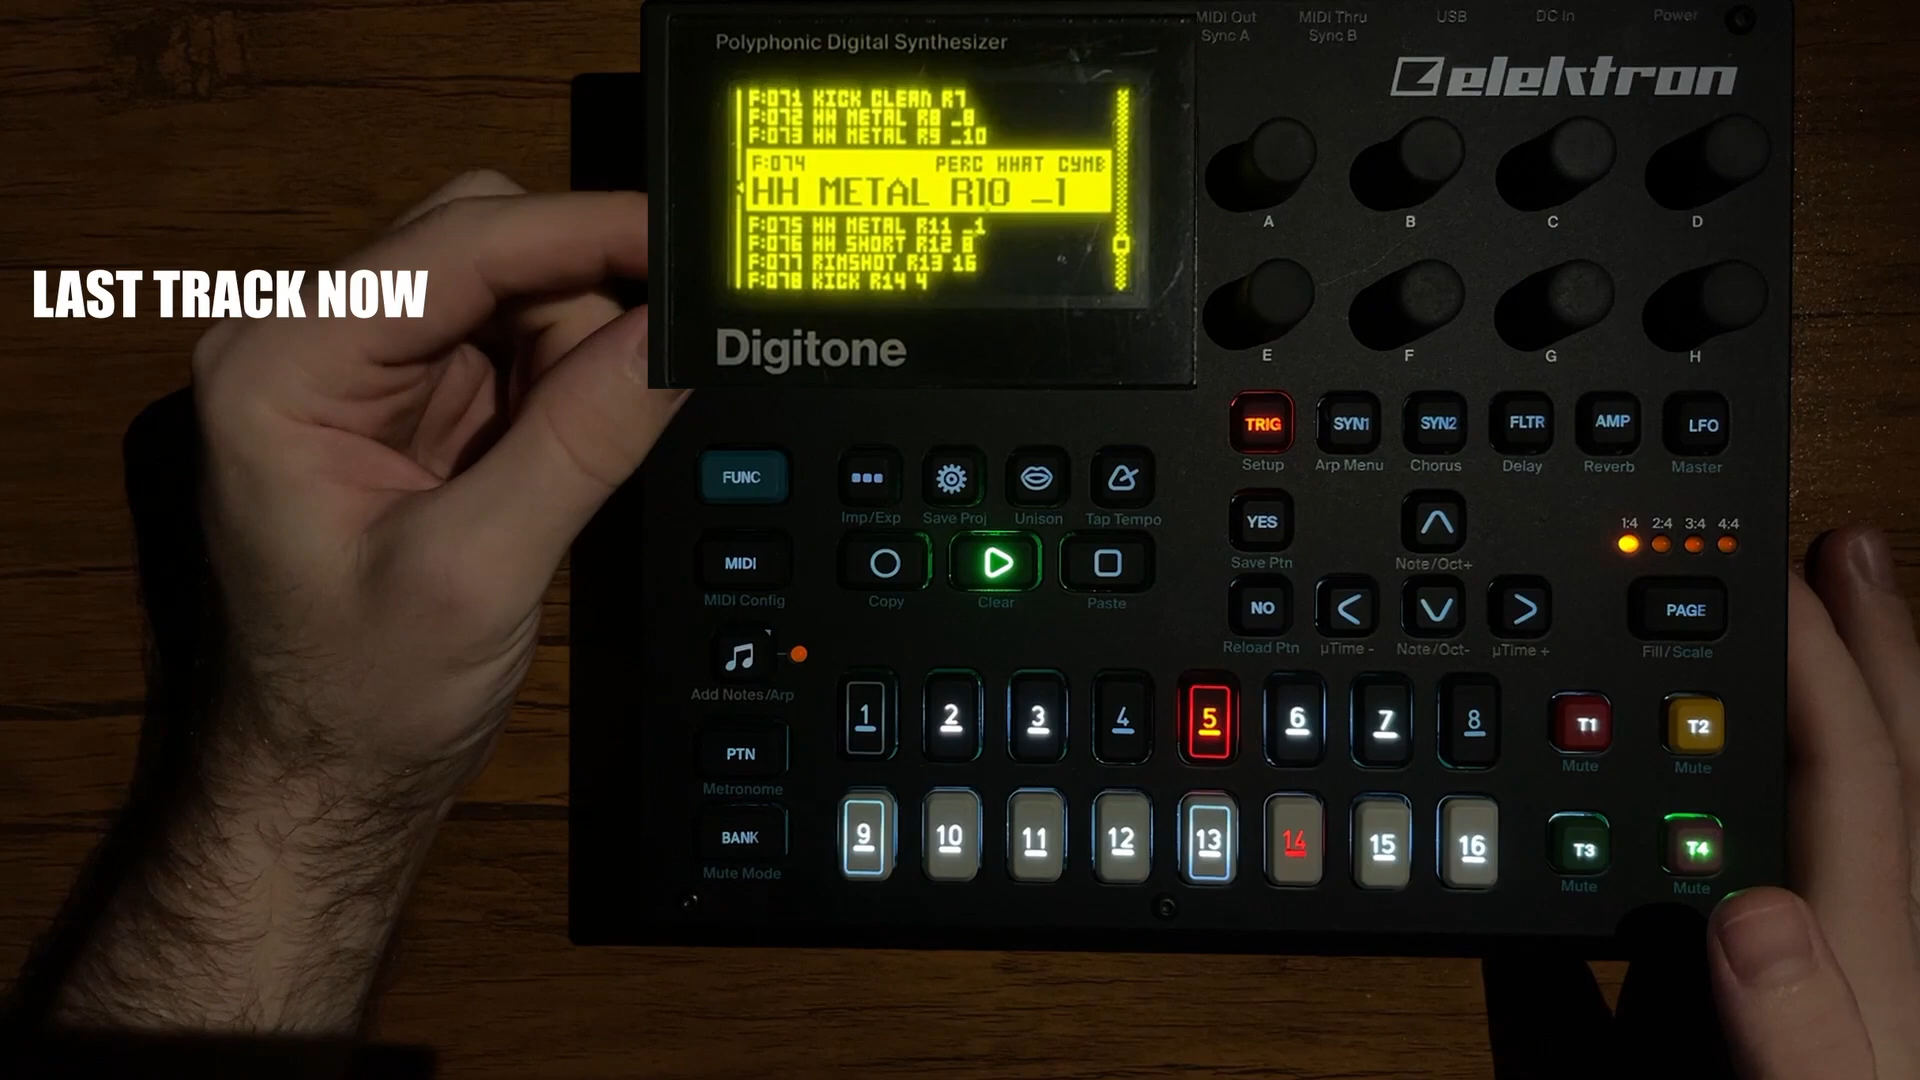 MIDI Out
MIDI Thru
USB
DC In
Power
Sync A
Sync B
Polyphonic Digital Synthesizer
elektron
F:071 KICK CLEAN R7
F:072 HH METAL R8 _8
F:073 HH METAL R9 _10
F:074 PERC HHAT CYMB
HH METAL R10 _1
F:075 HH METAL R11 _1
F:076 HH SHORT R12 8
F:077 RIMSHOT R13 16
F:078 KICK R14 4
Digitone
LAST TRACK NOW
A
B
C
D
E
F
G
H
TRIG
SYN1
SYN2
FLTR
AMP
LFO
Setup
Arp Menu
Chorus
Delay
Reverb
Master
FUNC
Imp/Exp
Save Proj
Unison
Tap Tempo
YES
Save Ptn
Note/Oct+
1:4
2:4
3:4
4:4
MIDI
MIDI Config
Copy
Clear
Paste
NO
PAGE
Reload Ptn
µTime -
Note/Oct-
µTime +
Fill/Scale
Add Notes/Arp
1
2
3
4
5
6
7
8
T1
T2
Mute
Mute
PTN
Metronome
BANK
Mute Mode
9
10
11
12
13
14
15
16
T3
T4
Mute
Mute